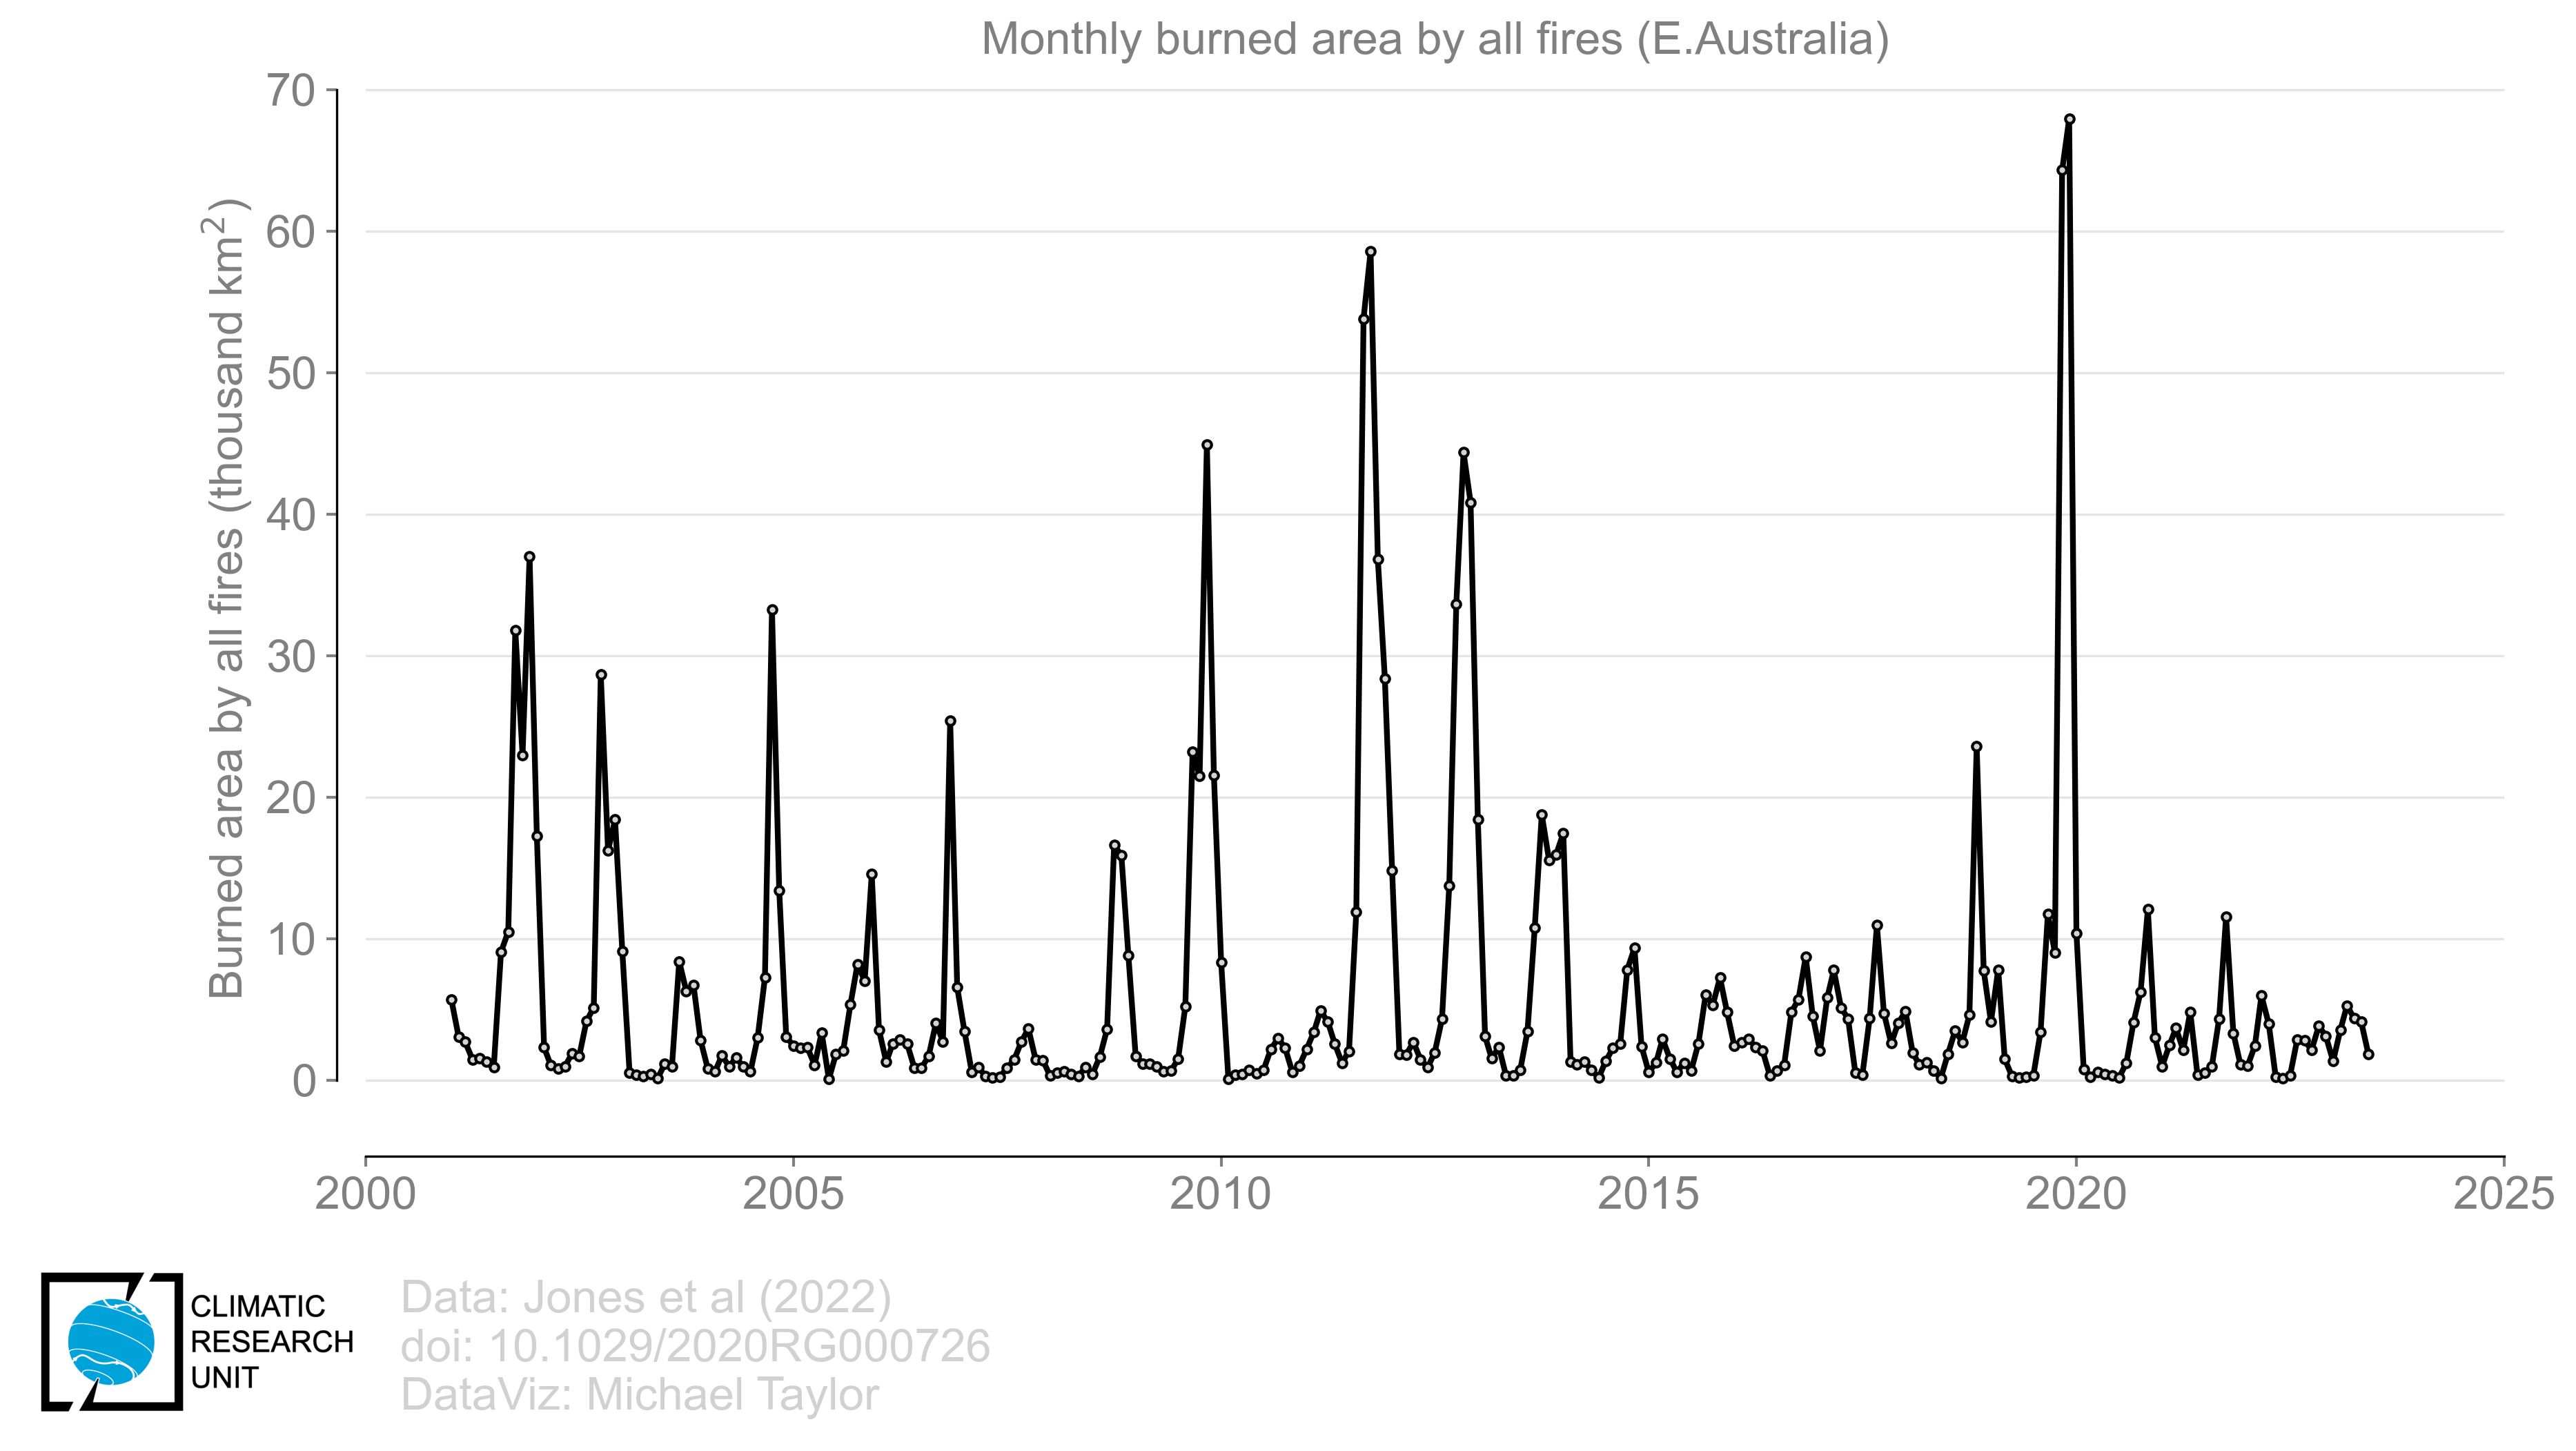 Monthly burned area by all fires (E.Australia)
Burned area by all fires (thousand km²)
70
60
50
40
30
20
10
0
2000
2005
2010
2015
2020
2025
CLIMATIC
RESEARCH
UNIT
Data: Jones et al (2022)
doi: 10.1029/2020RG000726
DataViz: Michael Taylor